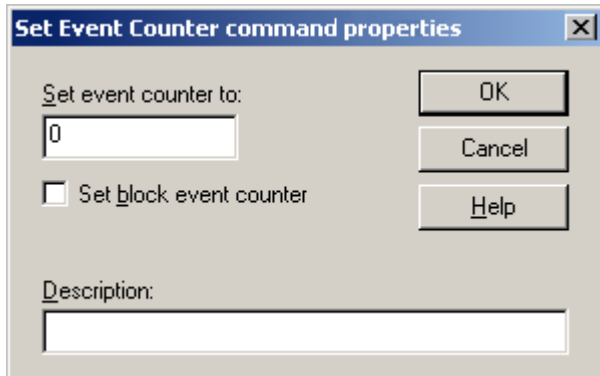 Set Event Counter command properties
Set event counter to:
OK
0
Cancel
Set block event counter
Help
Description: